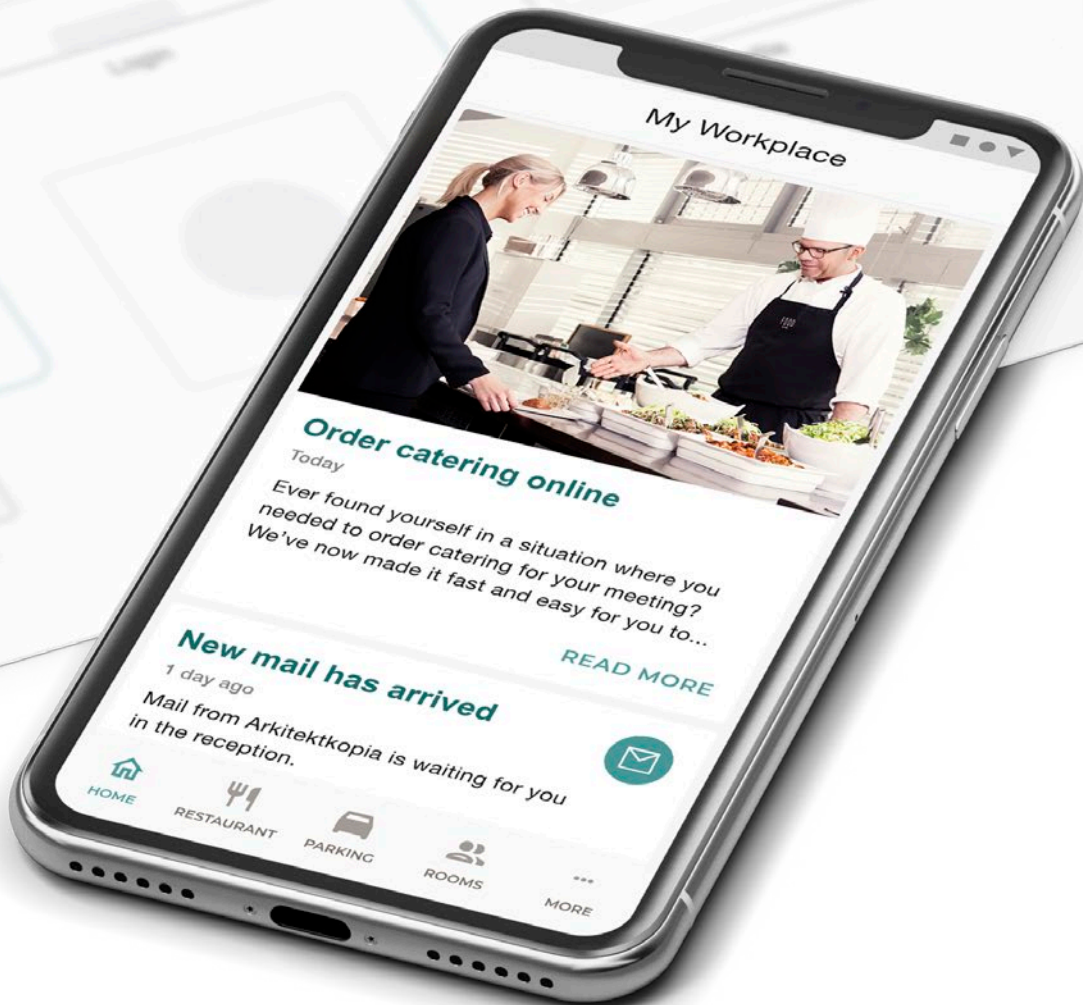 My Workplace
Order catering online
Today
Ever found yourself in a situation where you
needed to order catering for your meeting?
We've now made it fast and easy for you to...
READ MORE
New mail has arrived
1 day ago
Mail from Arkitektkopia is waiting for you
in the reception.
HOME
RESTAURANT
PARKING
ROOMS
MORE